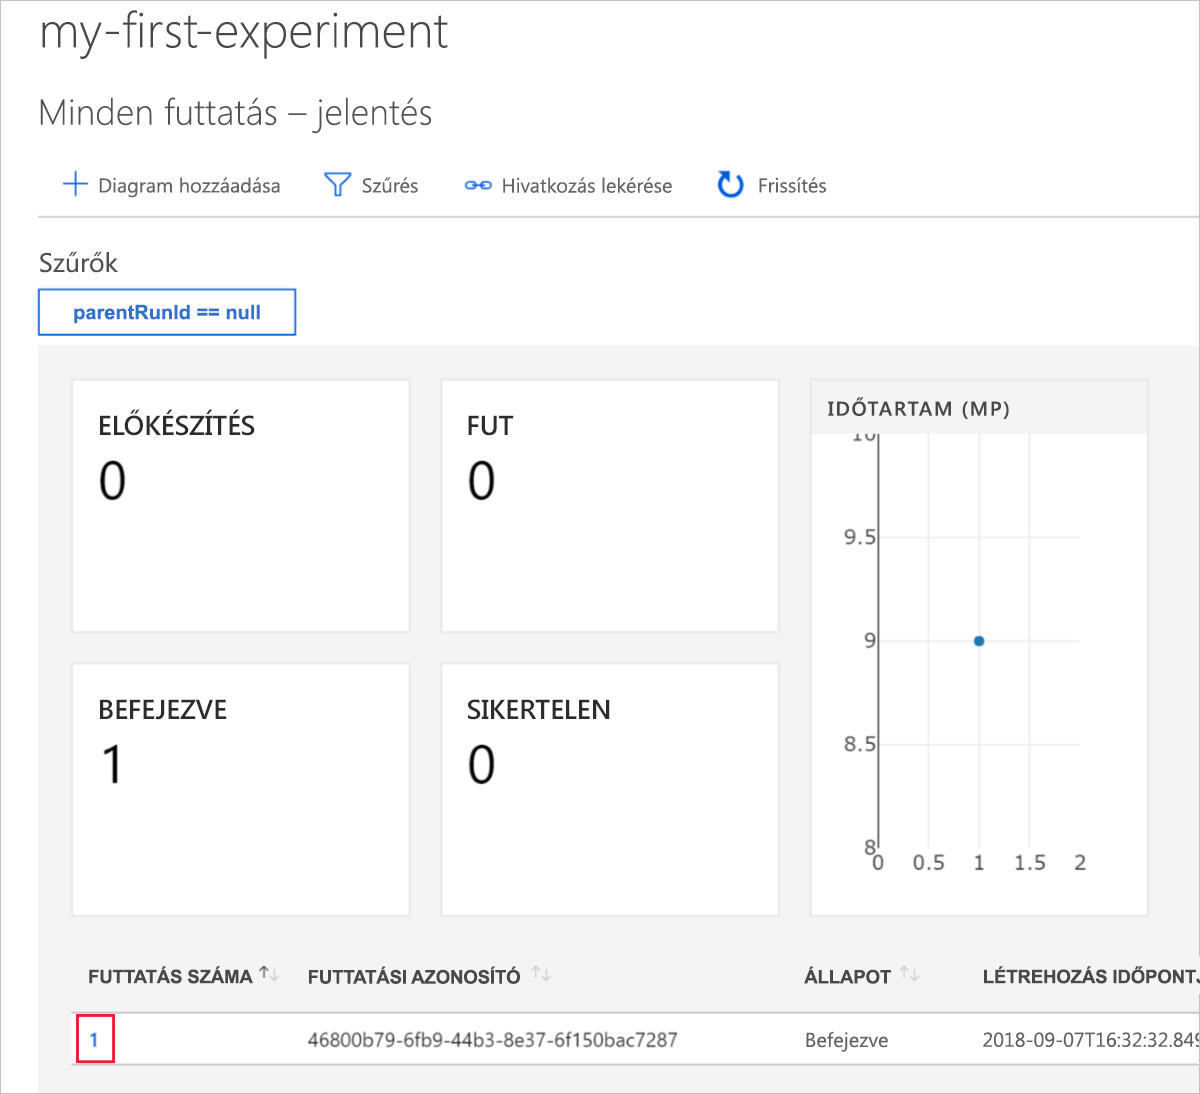 my-first-experiment
Minden futtatás – jelentés
Diagram hozzáadása Szűrés Hivatkozás lekérése Frissítés
Szűrők
parentRunId == null
ELŐKÉSZÍTÉS
0
FUT
0
BEFEJEZVE
1
SIKERTELEN
0
IDŐTARTAM (MP)
10
9.5
9
8.5
8
0 0.5 1 1.5 2
FUTTATÁS SZÁMA FUTTATÁSI AZONOSÍTÓ ÁLLAPOT LÉTREHOZÁS IDŐPONTJ
1 46800b79-6fb9-44b3-8e37-6f150bac7287 Befejezve 2018-09-07T16:32:32.849